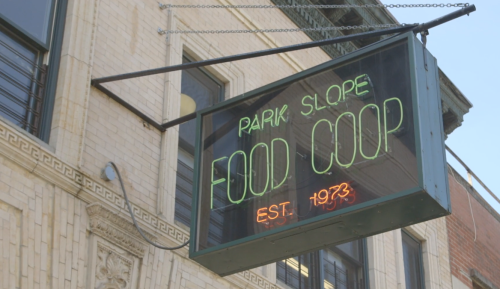 PARK SLOPE
FOOD COOP
EST. 1973